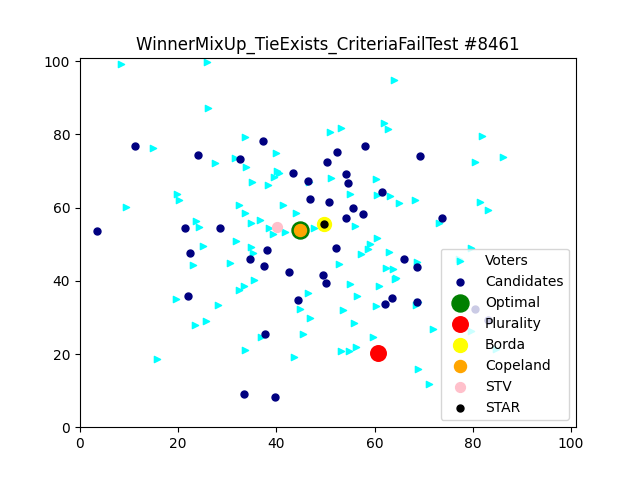 WinnerMixUp_TieExists_CriteriaFailTest #8461
100
80
60
40
20
0
0 20 40 60 80 100
Voters
Candidates
Optimal
Plurality
Borda
Copeland
STV
STAR